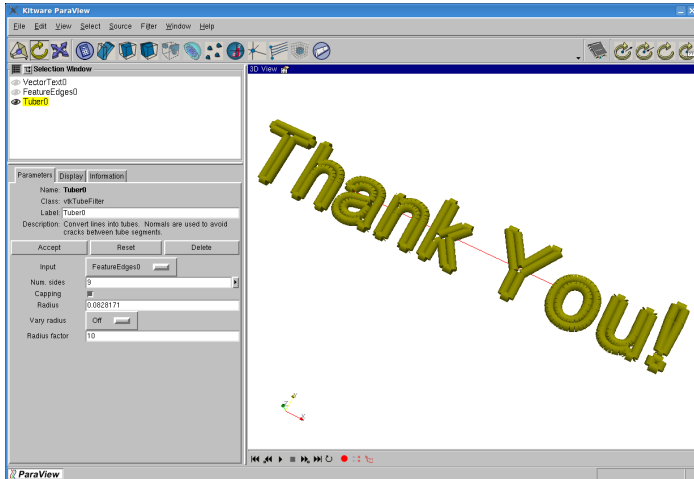 Kitware ParaView
File Edit View Select Source Filter Window Help
Selection Window
3D View
VectorText0
FeatureEdges0
Tuber0
Thank You!
Parameters Display Information
Name: Tuber0
Class: vtkTubeFilter
Label: Tuber0
Description: Convert lines into tubes. Normals are used to avoid
cracks between tube segments.
Accept Reset Delete
Input FeatureEdges0
Num. sides 9
Capping
Radius 0.0828171
Vary radius Off
Radius factor 10
ParaView